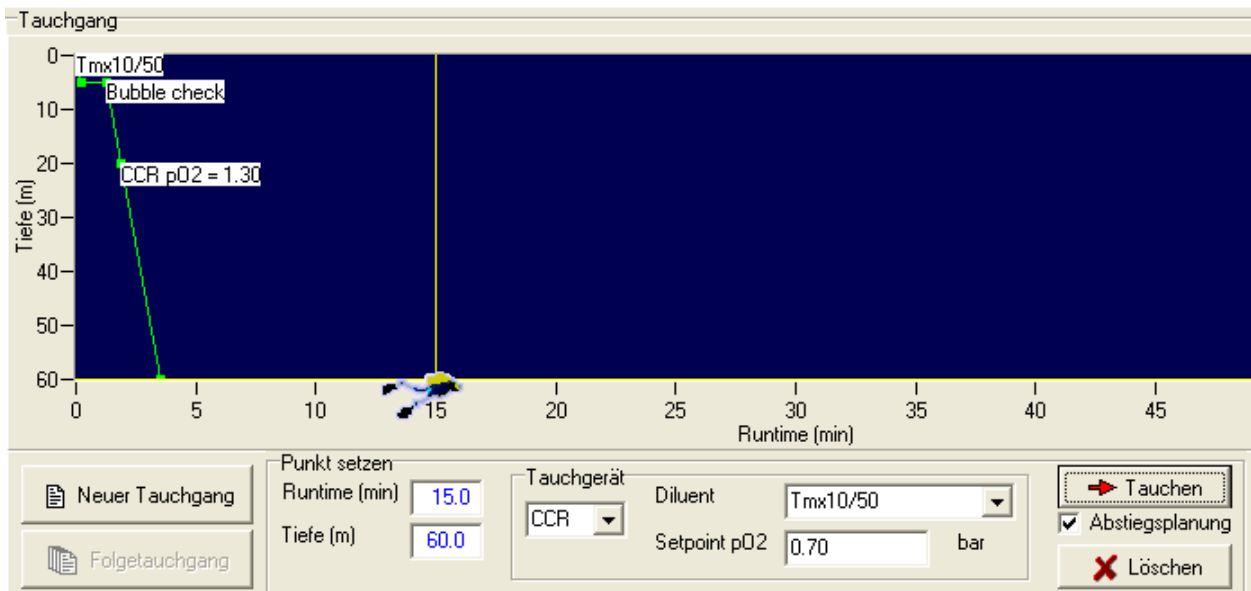 Tauchgang
0
Tmx10/50
Bubble check
10
20
CCR pO2 = 1.30
Tiefe (m)
30
40
50
60
0 5 10 15 20 25 30 35 40 45
Runtime (min)
Neuer Tauchgang
Folgetauchgang
Punkt setzen
Runtime (min) 15.0
Tiefe (m) 60.0
Tauchgerät
CCR
Diluent Tmx10/50
Setpoint pO2 0.70 bar
Tauchen
Abstiegsplanung
Löschen